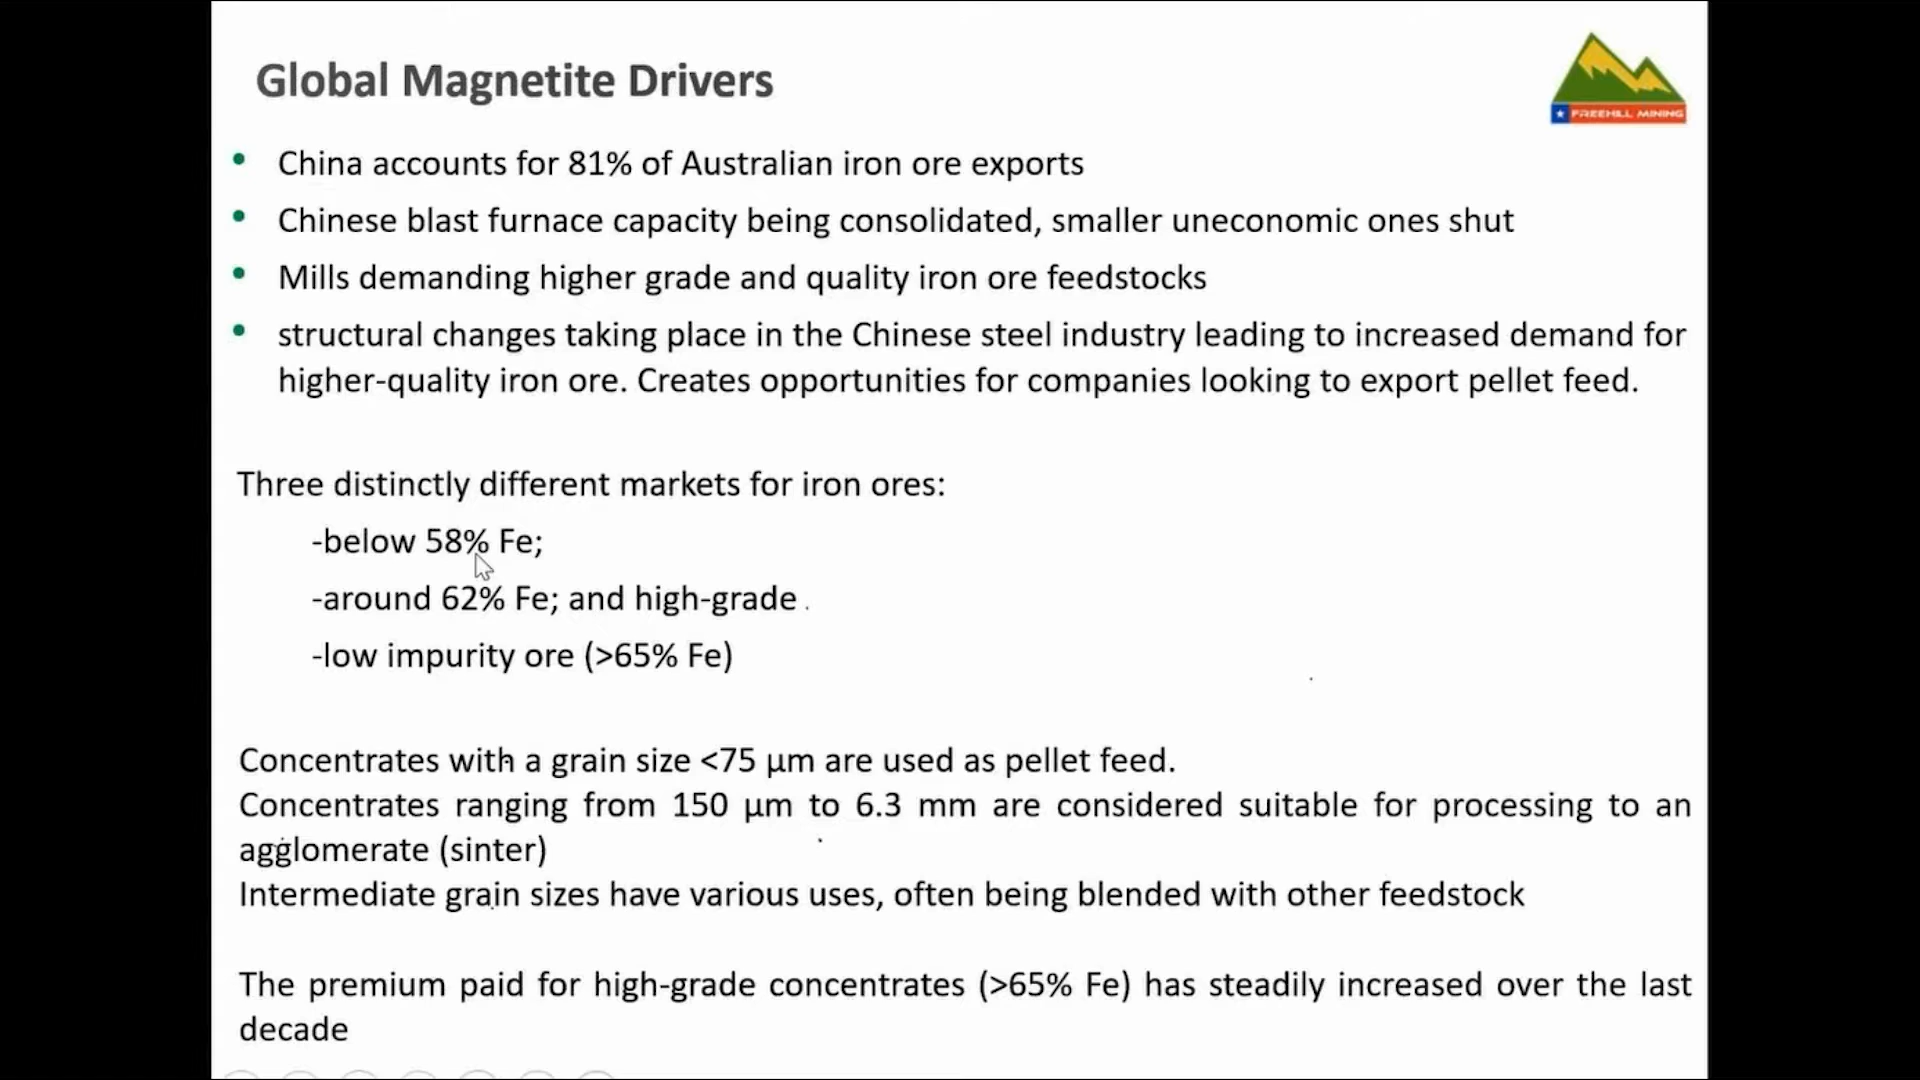 Global Magnetite Drivers
FREEHILL MINING
• China accounts for 81% of Australian iron ore exports
• Chinese blast furnace capacity being consolidated, smaller uneconomic ones shut
• Mills demanding higher grade and quality iron ore feedstocks
• structural changes taking place in the Chinese steel industry leading to increased demand for
higher-quality iron ore. Creates opportunities for companies looking to export pellet feed.
Three distinctly different markets for iron ores:
-below 58% Fe;
-around 62% Fe; and high-grade
-low impurity ore (>65% Fe)
Concentrates with a grain size <75 µm are used as pellet feed.
Concentrates ranging from 150 µm to 6.3 mm are considered suitable for processing to an
agglomerate (sinter)
Intermediate grain sizes have various uses, often being blended with other feedstock
The premium paid for high-grade concentrates (>65% Fe) has steadily increased over the last
decade